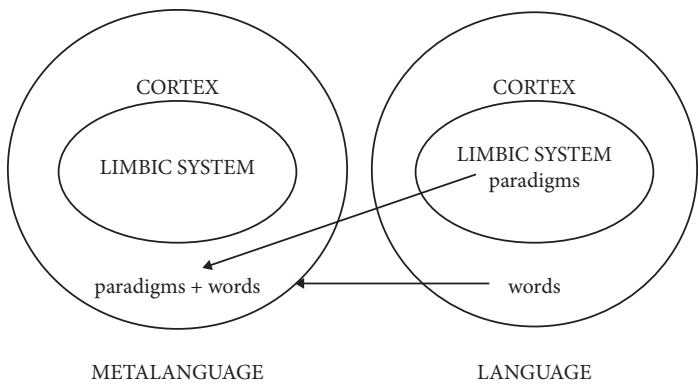 CORTEX
LIMBIC SYSTEM
paradigms + words
METALANGUAGE
CORTEX
LIMBIC SYSTEM
paradigms
words
LANGUAGE